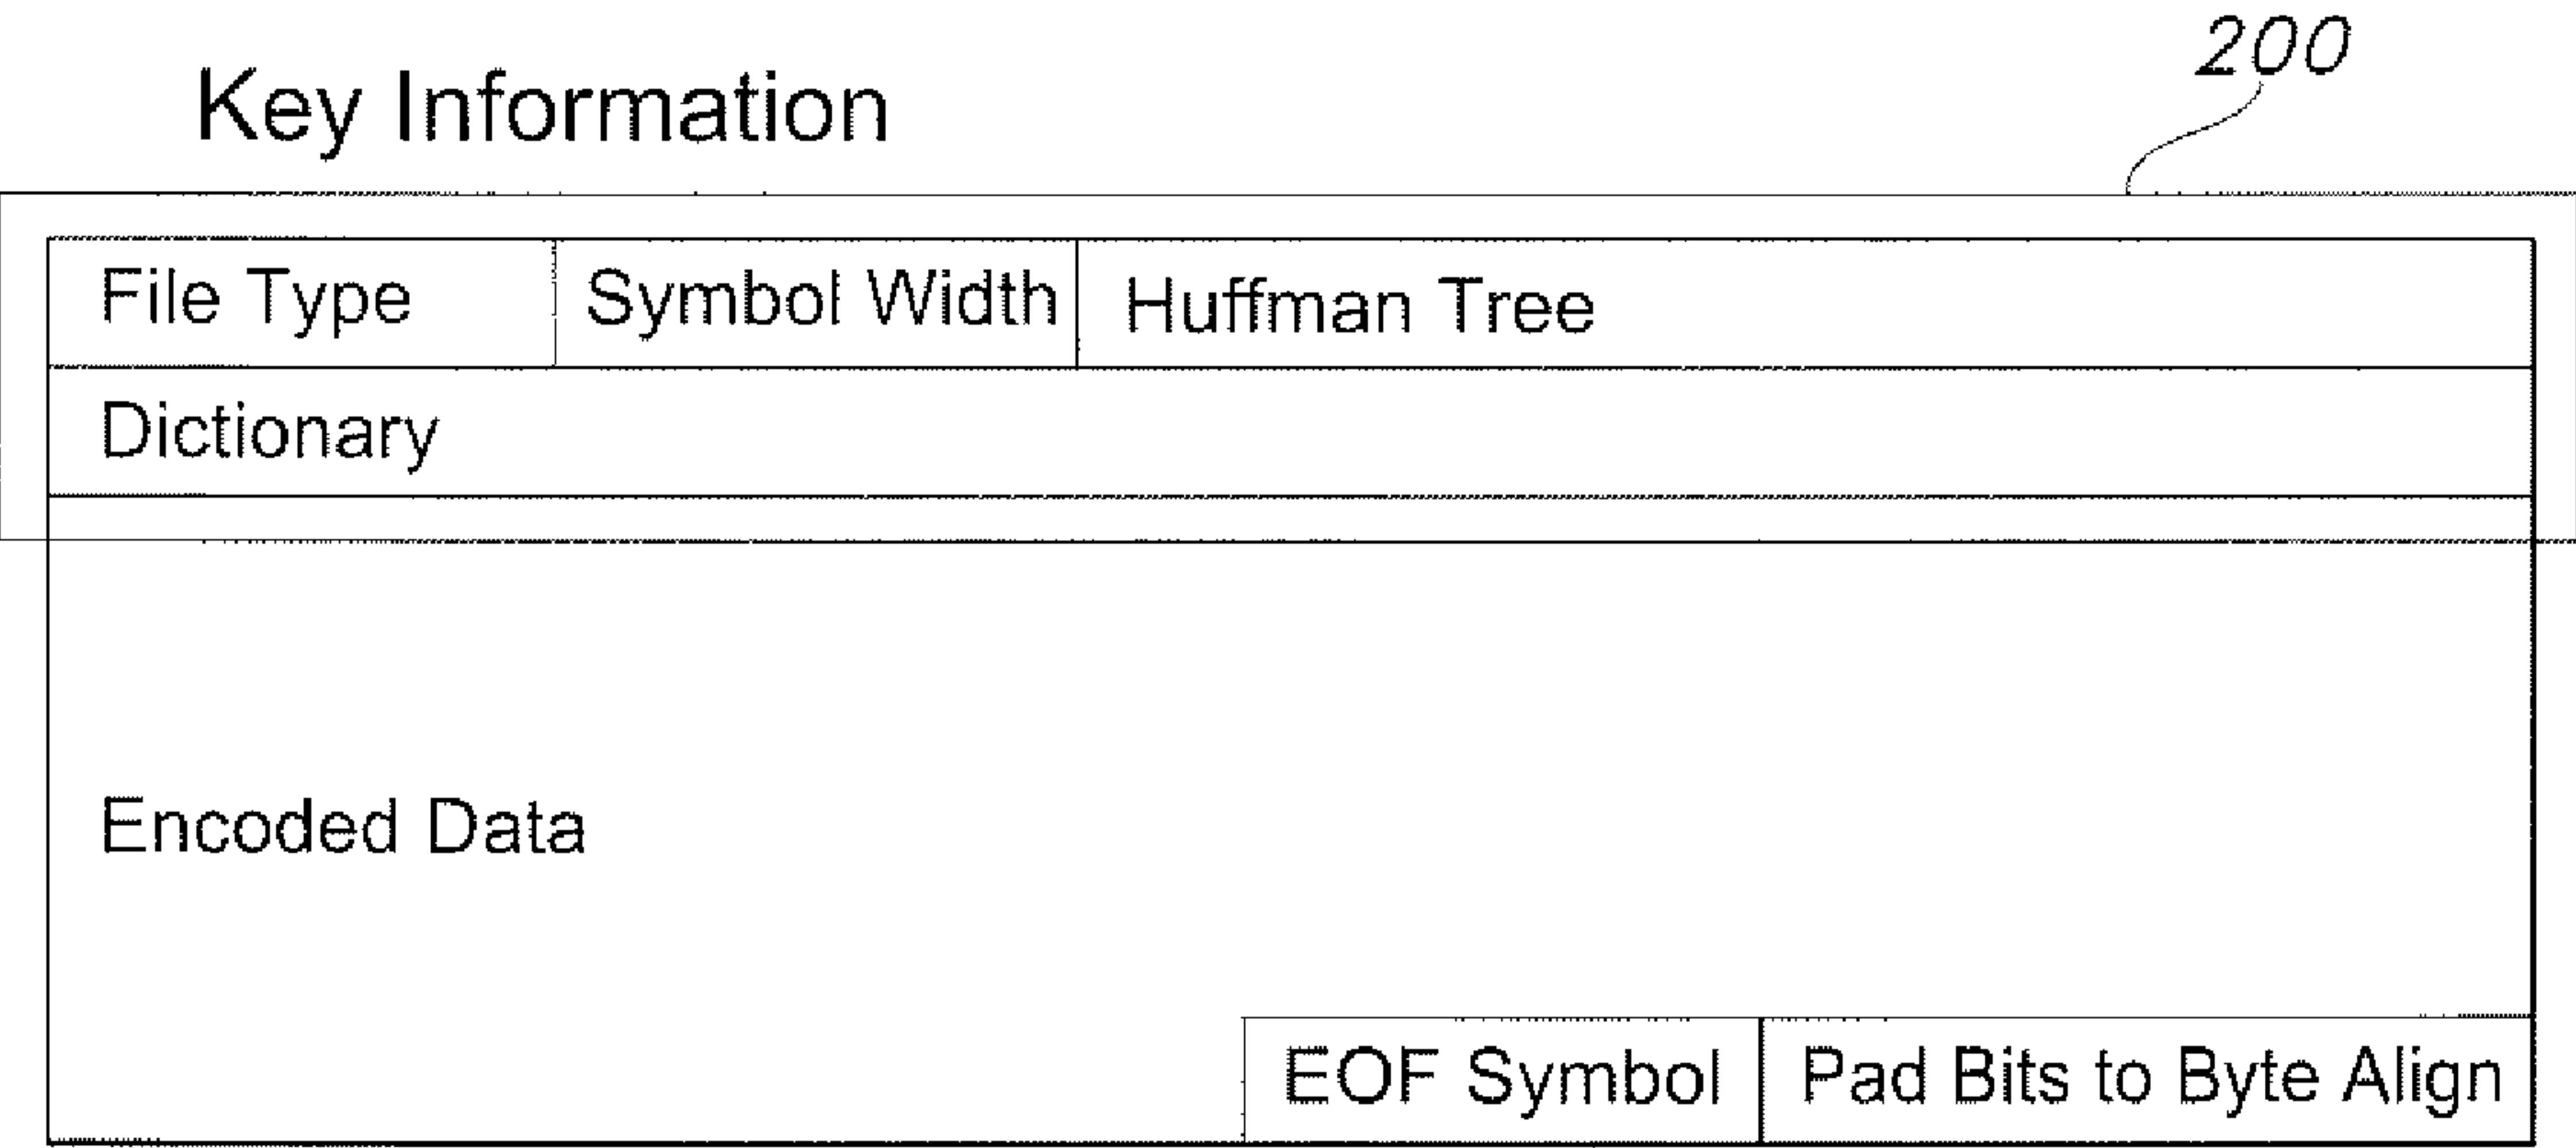 200
Key Information
File Type Symbol Width Huffman Tree
Dictionary
Encoded Data
EOF Symbol Pad Bits to Byte Align